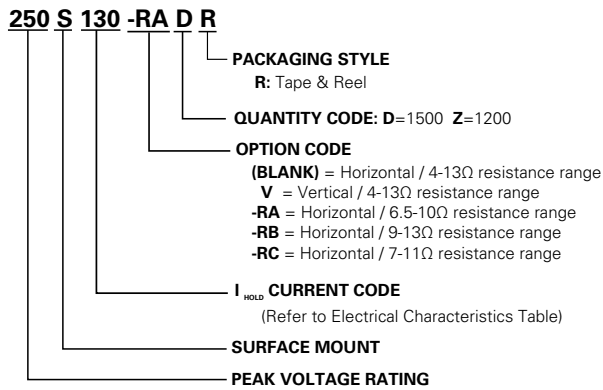 250 S 130 -RA D R
PACKAGING STYLE
R: Tape & Reel
QUANTITY CODE: D=1500 Z=1200
OPTION CODE
(BLANK) = Horizontal / 4-13Ω resistance range
V = Vertical / 4-13Ω resistance range
-RA = Horizontal / 6.5-10Ω resistance range
-RB = Horizontal / 9-13Ω resistance range
-RC = Horizontal / 7-11Ω resistance range
I HOLD CURRENT CODE
(Refer to Electrical Characteristics Table)
SURFACE MOUNT
PEAK VOLTAGE RATING